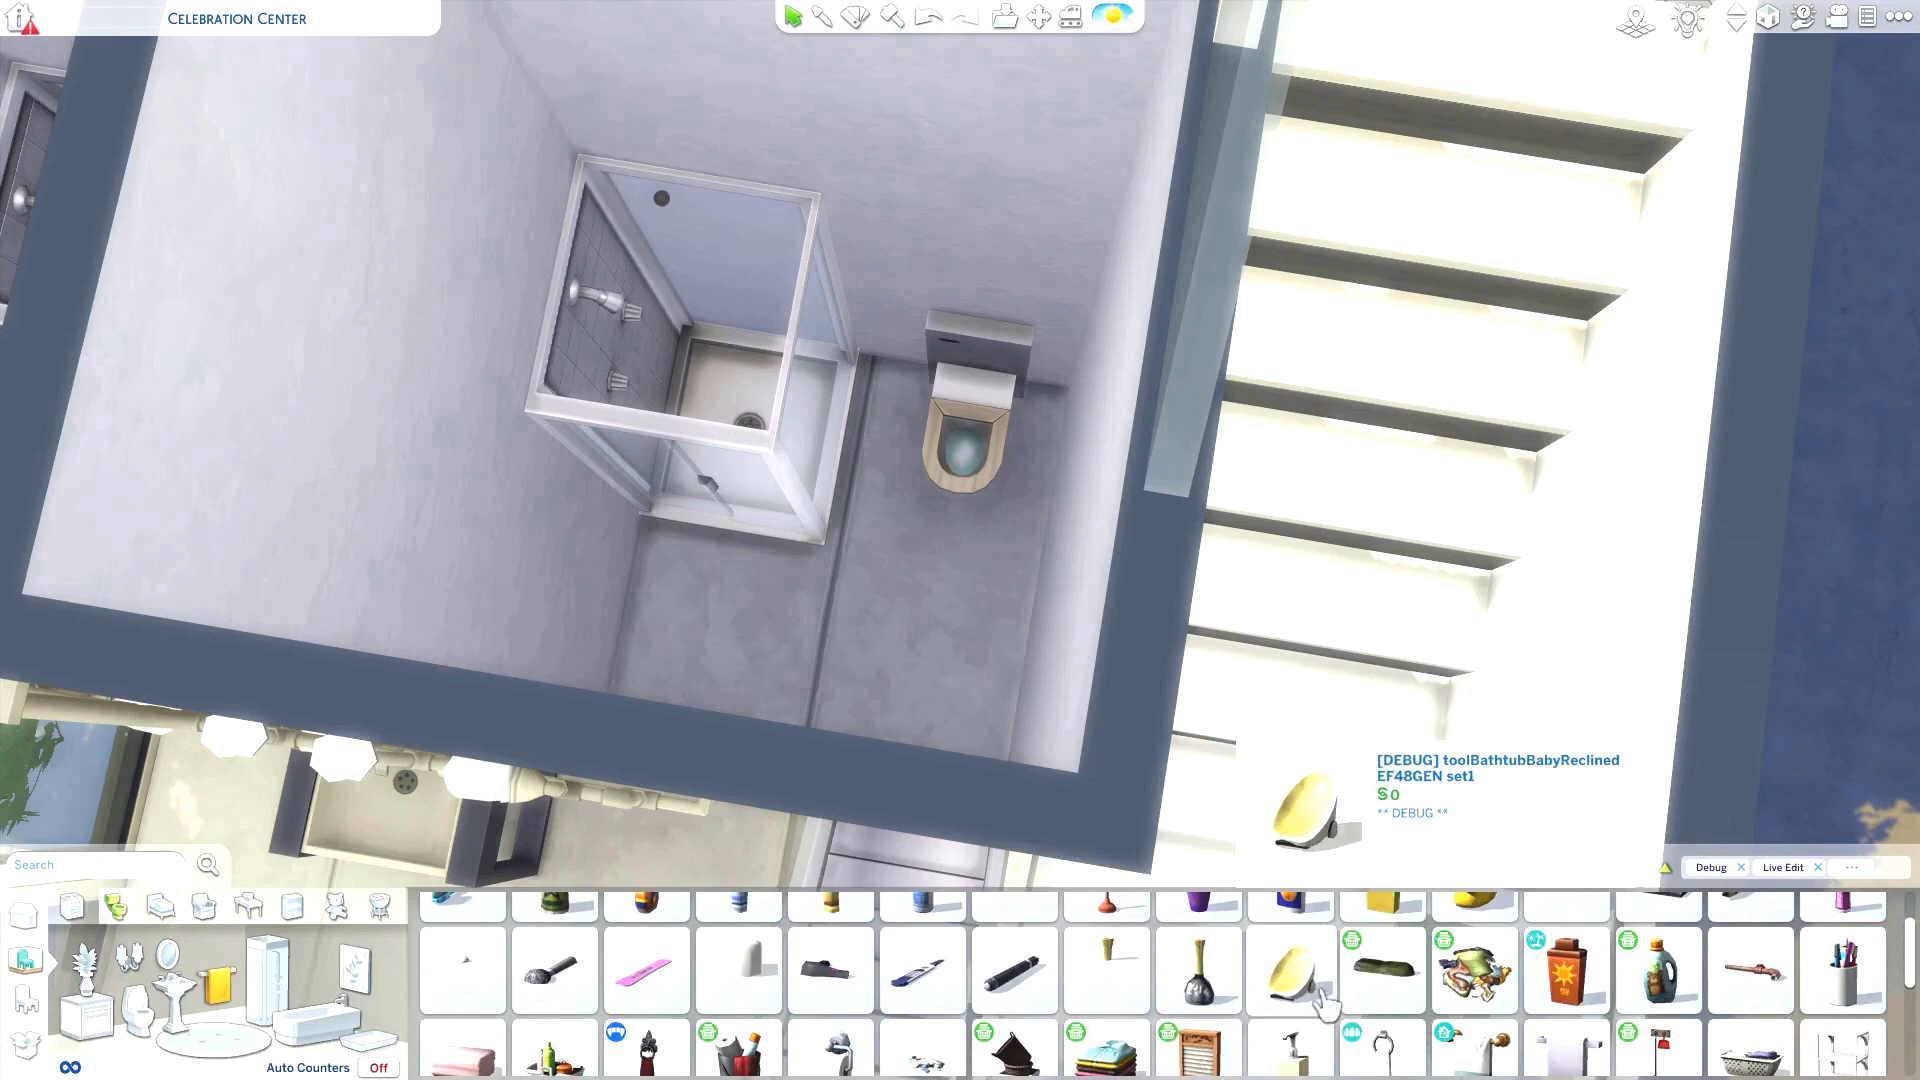 Celebration Center
[DEBUG] toolBathtubBabyReclined
EF48GEN set1
$0
** DEBUG **
Search
Debug
Live Edit
Auto Counters
Off